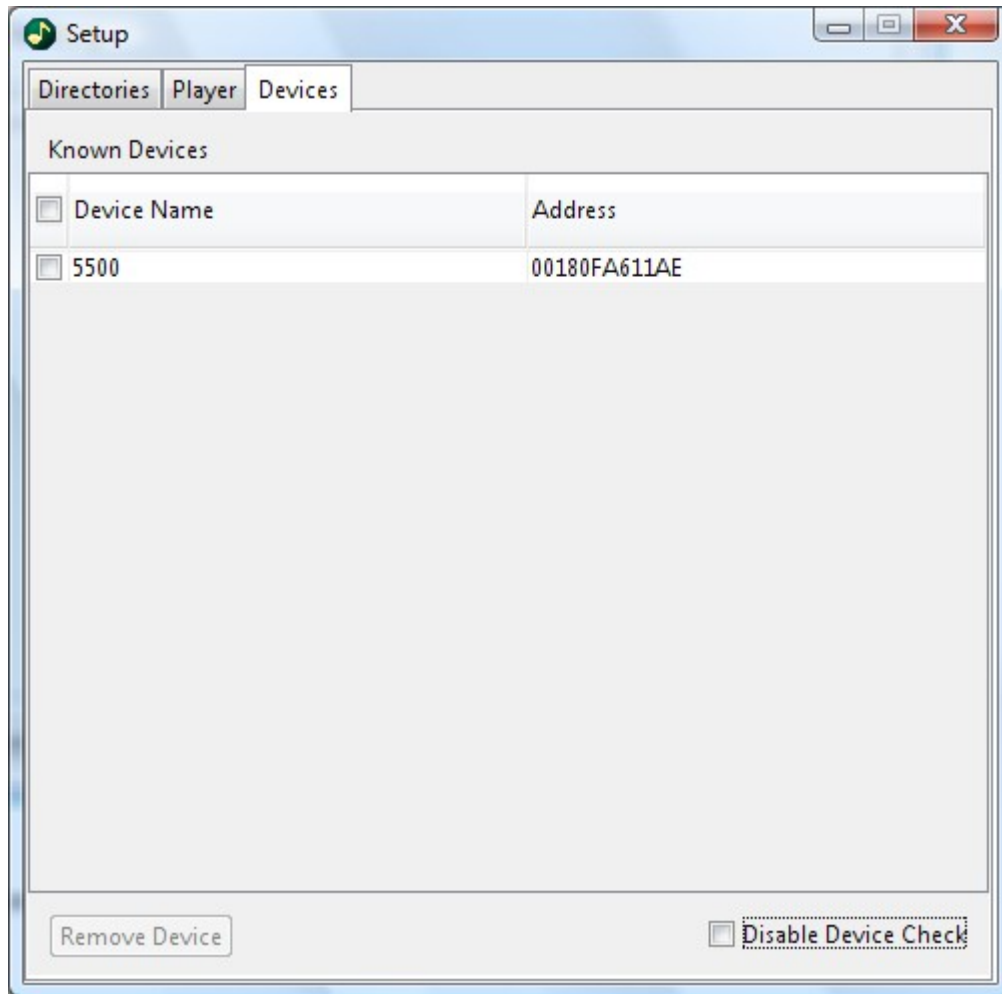 Setup
Directories Player Devices
Known Devices
Device Name Address
5500 00180FA611AE
Remove Device Disable Device Check